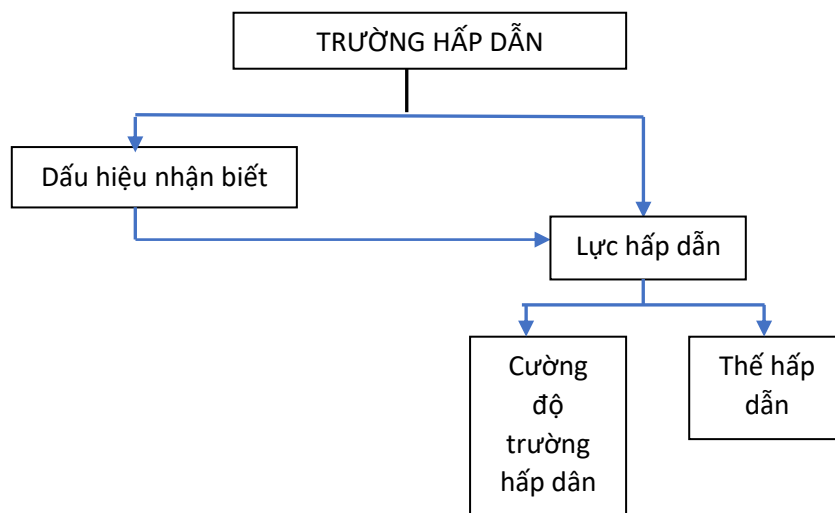 TRƯỜNG HẤP DẪN
Dấu hiệu nhận biết
Lực hấp dẫn
Cường
độ
trường
hấp dân
Thế hấp
dẫn